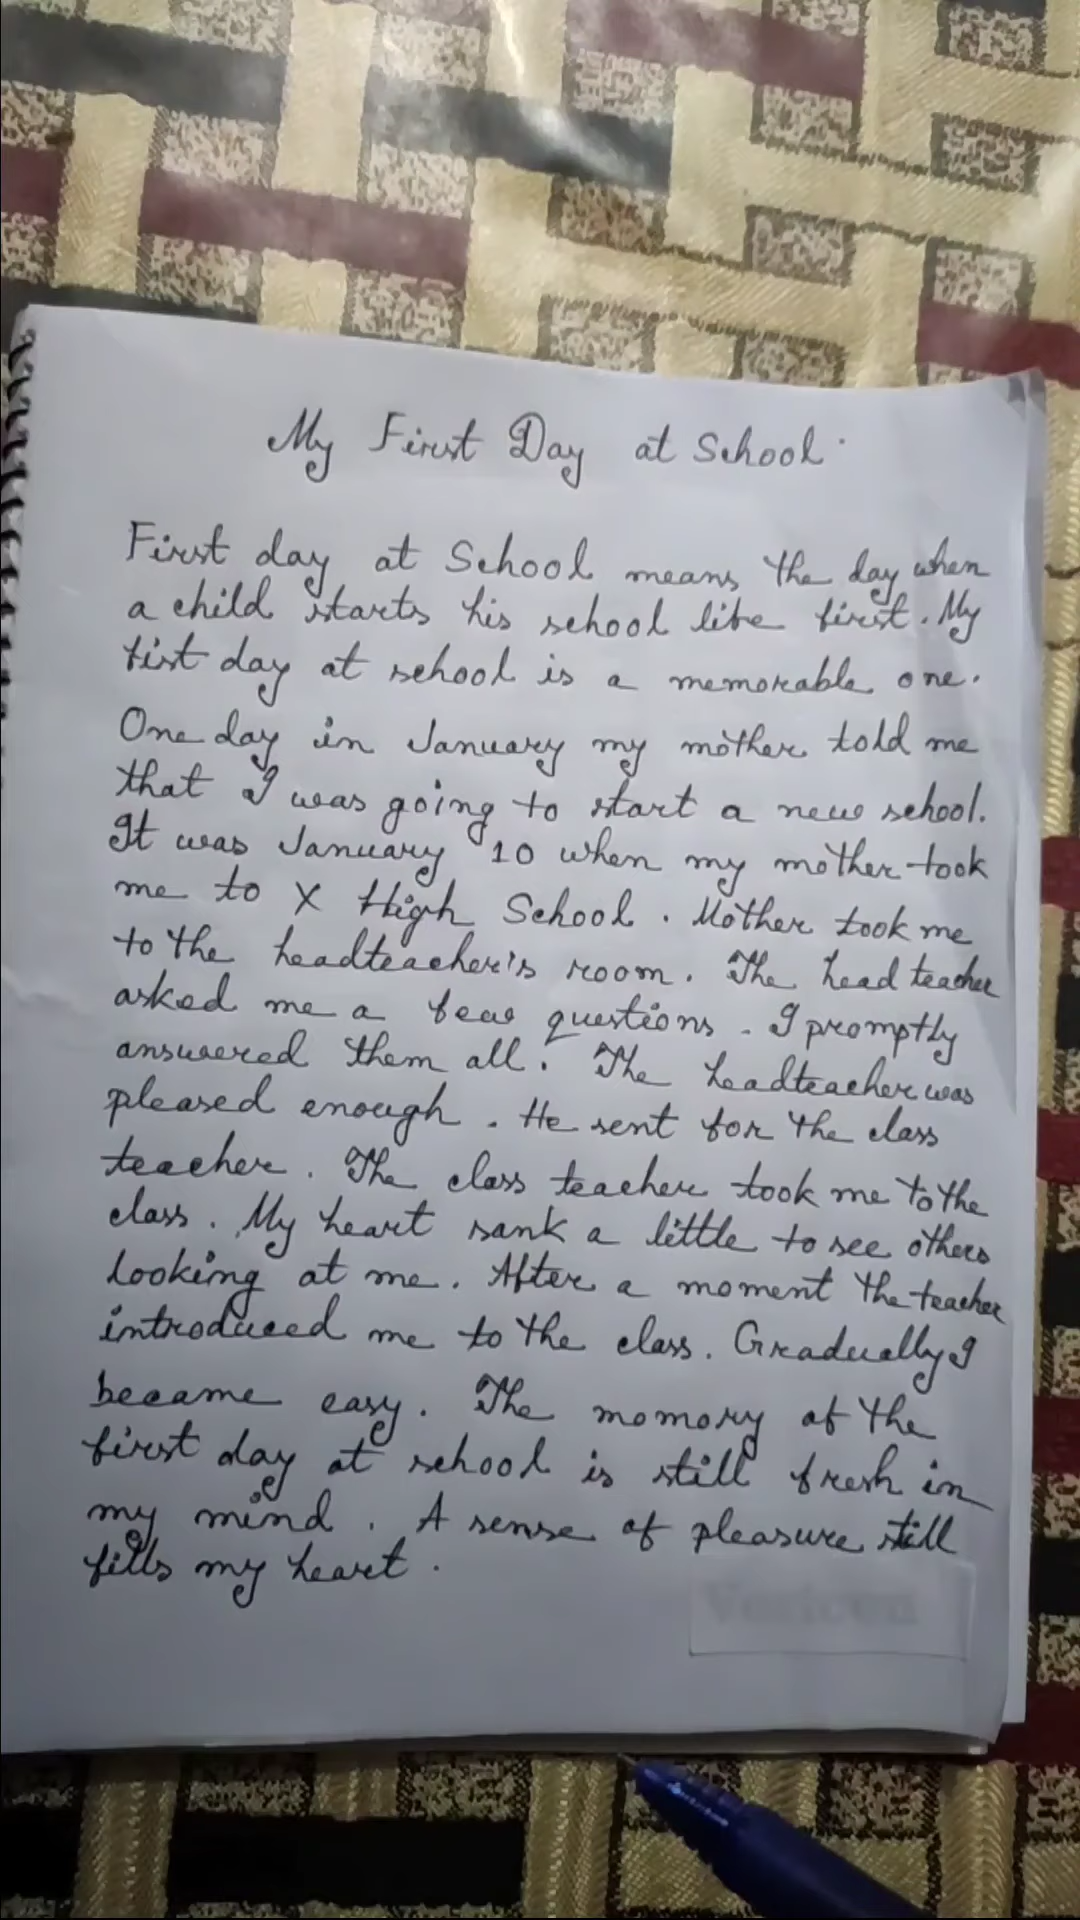 My First Day at School.
First day at School means the day when
a child starts his school life first. My
fist day at school is a memorable one.
One day in January my mother told me
that I was going to start a new school.
It was January 10 when my mother took
me to X High School. Mother took me
to the headteacher's room. The head teacher
asked me a few questions. I promptly
answered them all. The headteacher was
pleased enough. He sent for the class
teacher. The class teacher took me to the
class. My heart sank a little to see others
looking at me. After a moment the teacher
introduced me to the class. Gradually I
became easy. The momory of the
first day at school is still fresh in
my mind. A sense of pleasure still
fills my heart.